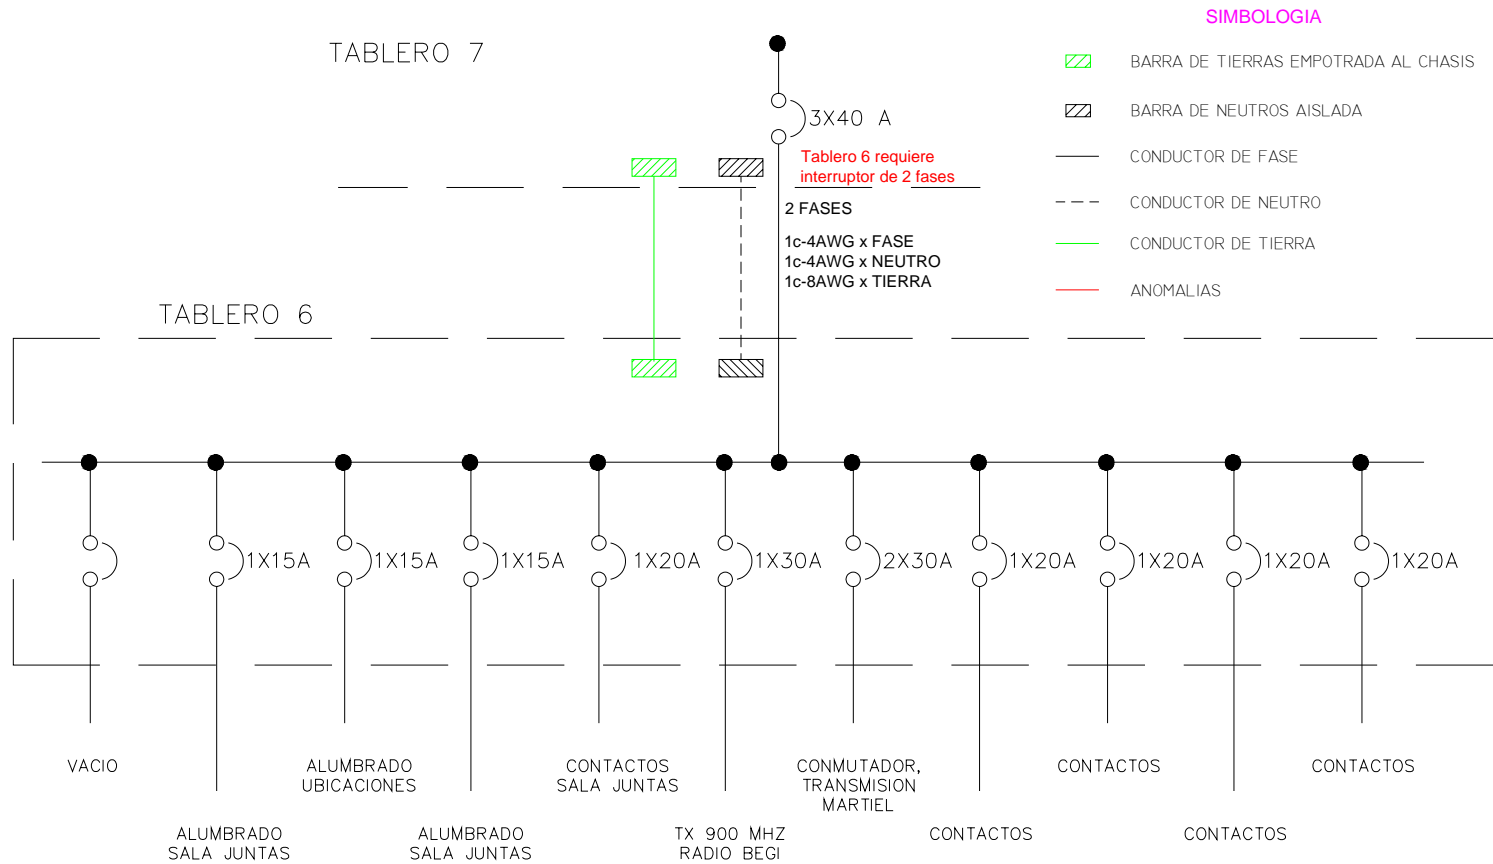 SIMBOLOGIA
TABLERO 7
BARRA DE TIERRAS EMPOTRADA AL CHASIS
BARRA DE NEUTROS AISLADA
3X40 A
Tablero 6 requiere
interruptor de 2 fases
CONDUCTOR DE FASE
2 FASES
CONDUCTOR DE NEUTRO
1c-4AWG x FASE
1c-4AWG x NEUTRO
1c-8AWG x TIERRA
CONDUCTOR DE TIERRA
ANOMALIAS
TABLERO 6
1X15A
1X15A
1X15A
1X20A
1X30A
2X30A
1X20A
1X20A
1X20A
1X20A
VACIO
ALUMBRADO
SALA JUNTAS
ALUMBRADO
UBICACIONES
ALUMBRADO
SALA JUNTAS
CONTACTOS
SALA JUNTAS
TX 900 MHZ
RADIO BEGI
CONMUTADOR,
TRANSMISION
MARTIEL
CONTACTOS
CONTACTOS
CONTACTOS
CONTACTOS